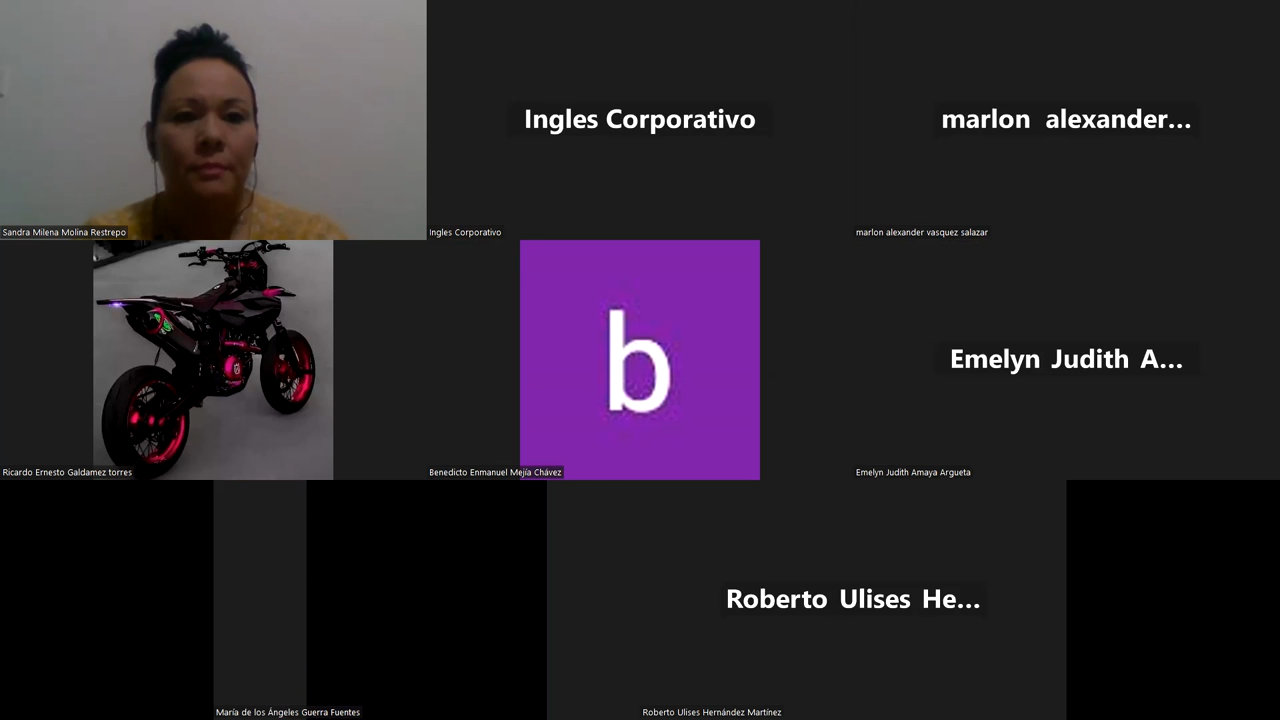 Ingles Corporativo
marlon alexander...
Sandra Milena Molina Restrepo
Ingles Corporativo
marlon alexander vasquez salazar
b
Emelyn Judith A...
Ricardo Ernesto Galdamez torres
Benedicto Enmanuel Mejía Chávez
Emelyn Judith Amaya Argueta
Roberto Ulises He...
María de los Ángeles Guerra Fuentes
Roberto Ulises Hernández Martínez